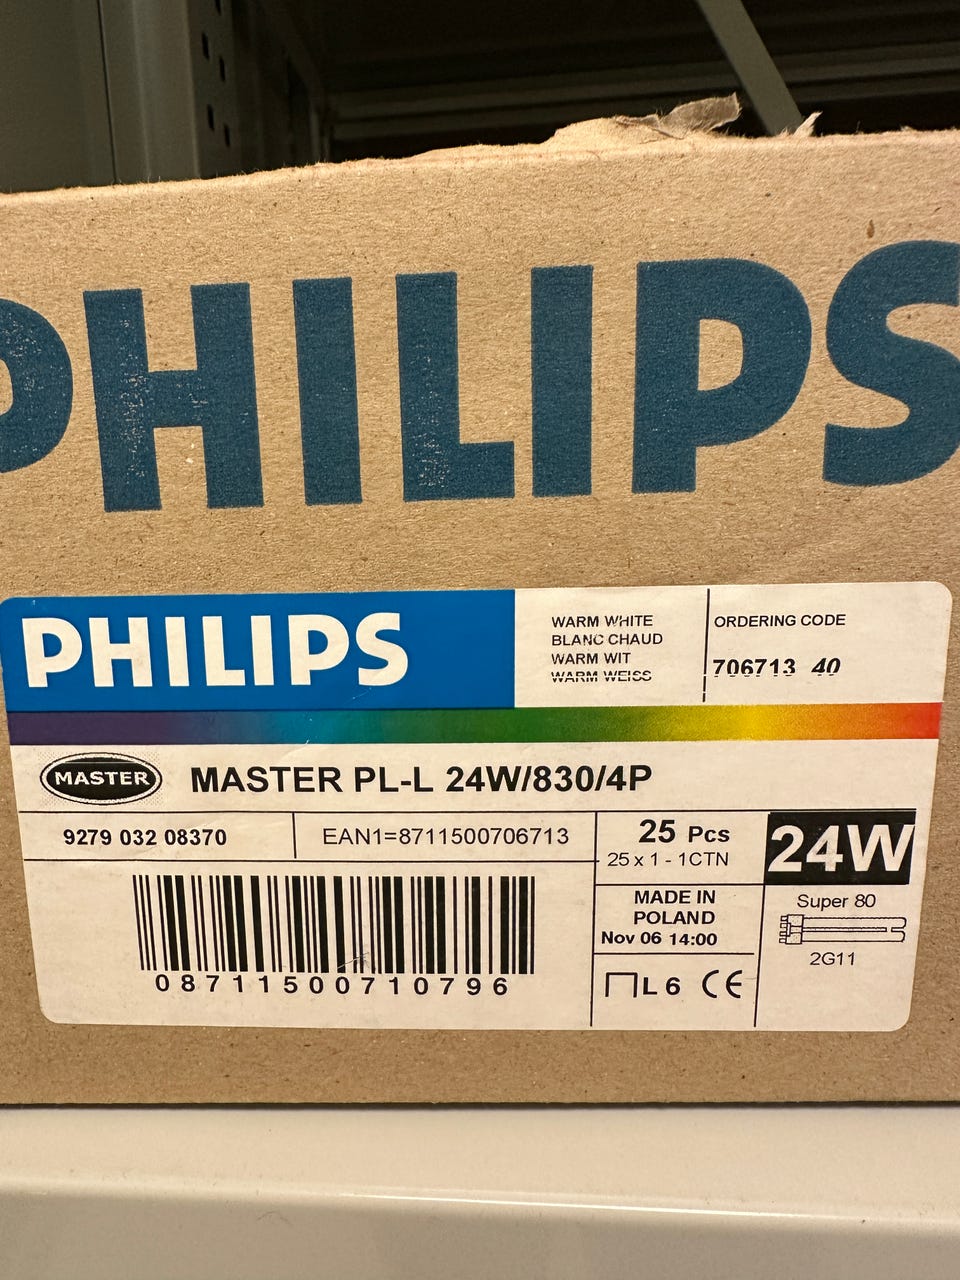 PHILIPS
PHILIPS
WARM WHITE
BLANC CHAUD
WARM WIT
WARM WEISS
ORDERING CODE
706713 40
MASTER
MASTER PL-L 24W/830/4P
9279 032 08370
EAN1=8711500706713
25 Pcs
25 x 1 - 1CTN
24W
MADE IN
POLAND
Nov 06 14:00
Super 80
2G11
L 6 CE
08711500710796